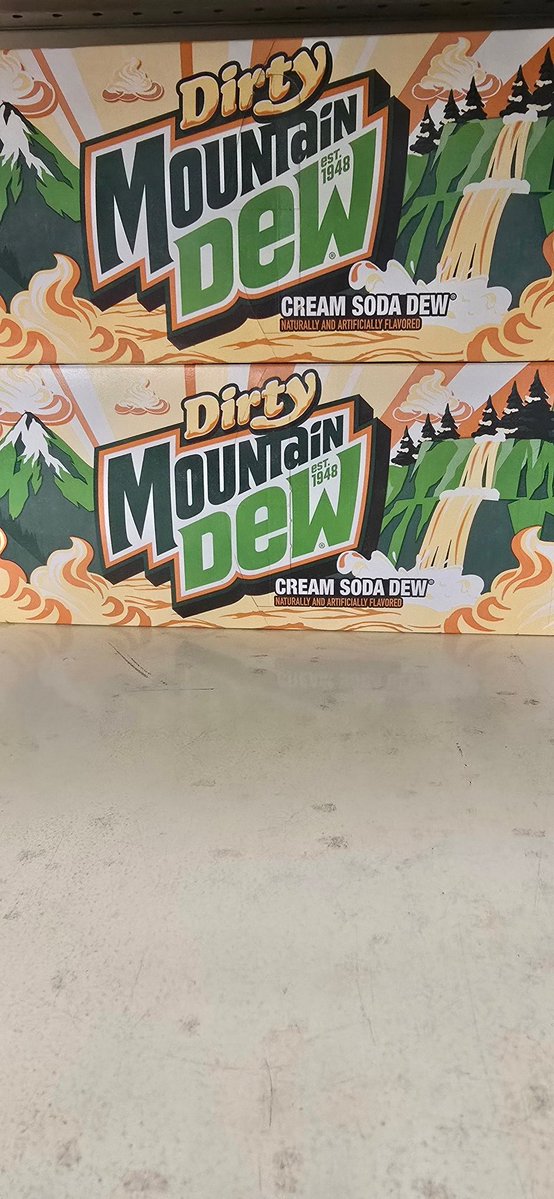 Dirty
MOUNTaiN
DeW®
EST.
1948
CREAM SODA DEW®
NATURALLY AND ARTIFICIALLY FLAVORED
Dirty
MOUNTaiN
DeW®
EST.
1948
CREAM SODA DEW®
NATURALLY AND ARTIFICIALLY FLAVORED